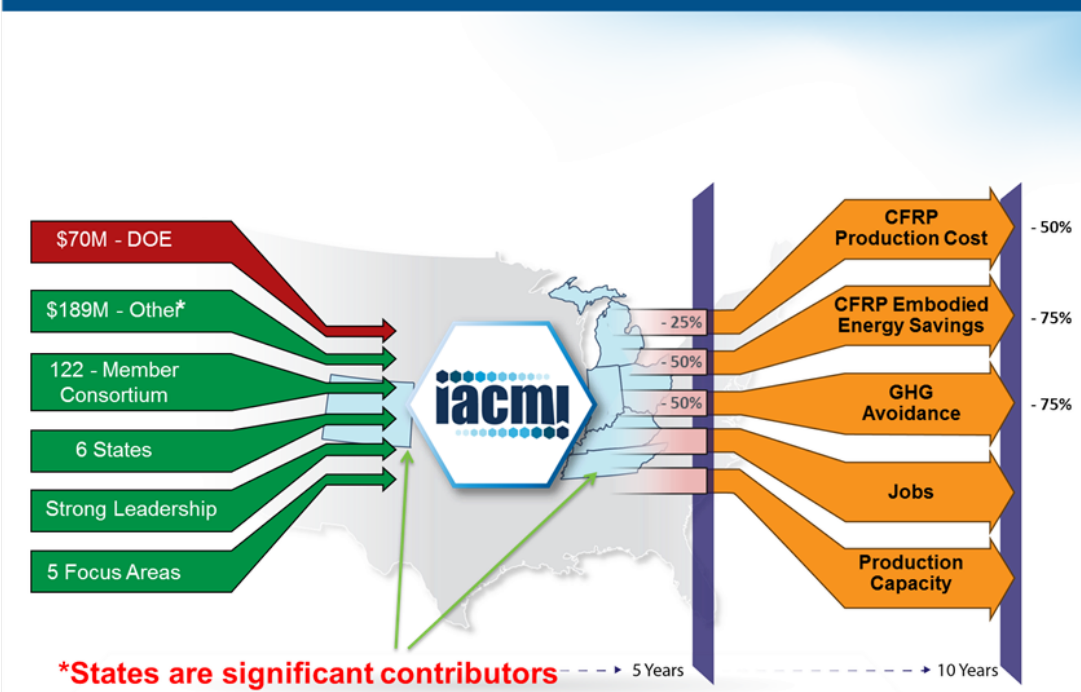 $70M - DOE
$189M - Other*
122 - Member
Consortium
6 States
Strong Leadership
5 Focus Areas
iacmi
- 25%
- 50%
- 50%
CFRP
Production Cost
CFRP Embodied
Energy Savings
GHG
Avoidance
Jobs
Production
Capacity
- 50%
- 75%
- 75%
*States are significant contributors
5 Years
10 Years